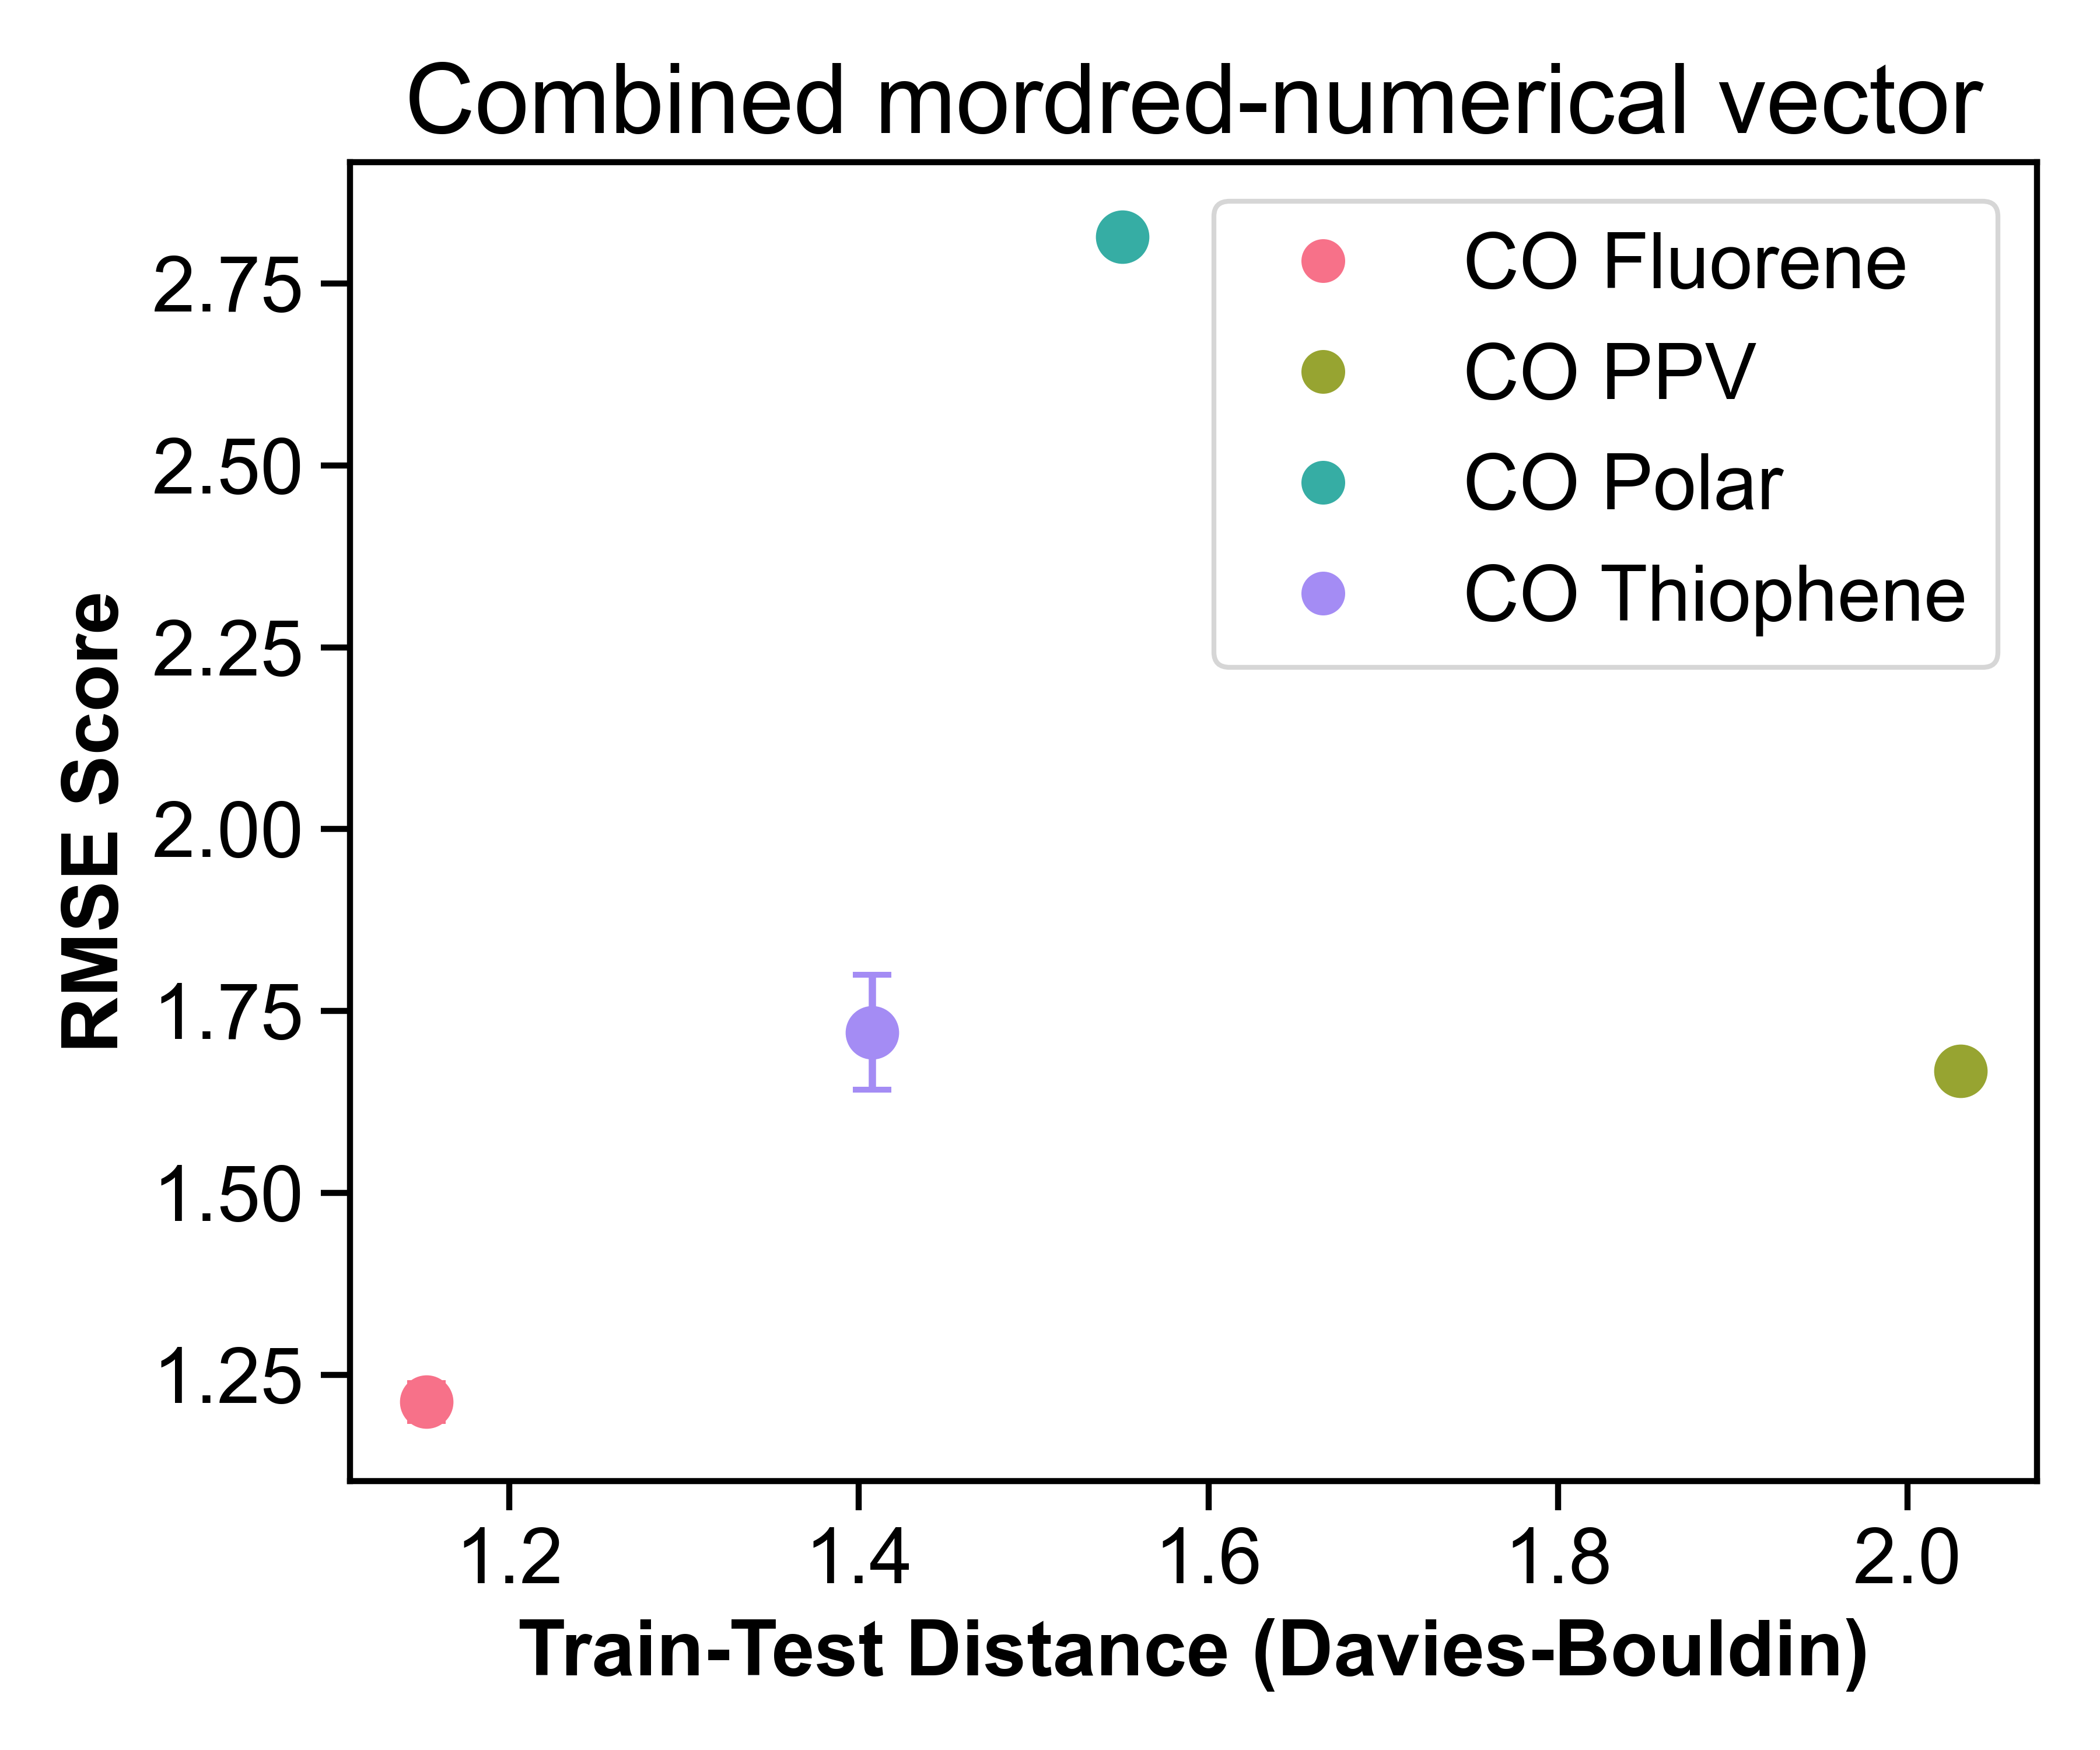 Combined mordred-numerical vector
CO Fluorene
CO PPV
CO Polar
CO Thiophene
RMSE Score
2.75
2.50
2.25
2.00
1.75
1.50
1.25
1.2 1.4 1.6 1.8 2.0
Train-Test Distance (Davies-Bouldin)